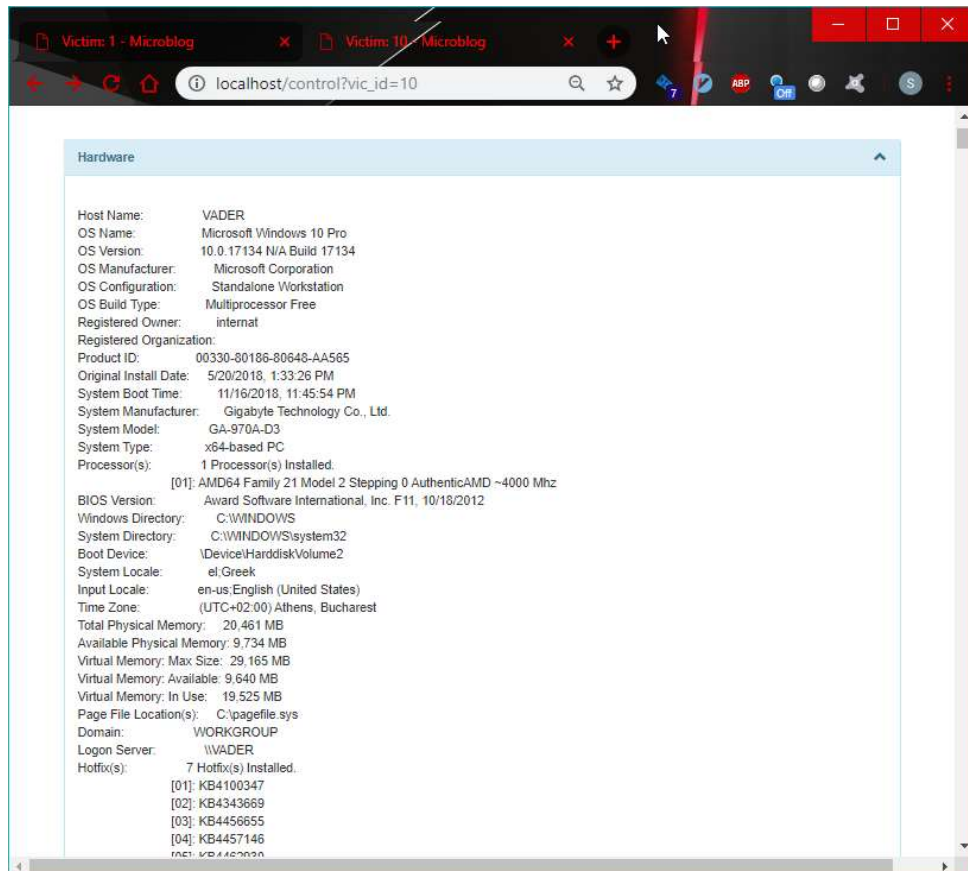 Victim: 1 - Microblog
Victim: 10 - Microblog
localhost/control?vic_id=10
7
ABP
Off
S
Hardware
Host Name: VADER
OS Name: Microsoft Windows 10 Pro
OS Version: 10.0.17134 N/A Build 17134
OS Manufacturer: Microsoft Corporation
OS Configuration: Standalone Workstation
OS Build Type: Multiprocessor Free
Registered Owner: internat
Registered Organization:
Product ID: 00330-80186-80648-AA565
Original Install Date: 5/20/2018, 1:33:26 PM
System Boot Time: 11/16/2018, 11:45:54 PM
System Manufacturer: Gigabyte Technology Co., Ltd.
System Model: GA-970A-D3
System Type: x64-based PC
Processor(s): 1 Processor(s) Installed.
[01]: AMD64 Family 21 Model 2 Stepping 0 AuthenticAMD ~4000 Mhz
BIOS Version: Award Software International, Inc. F11, 10/18/2012
Windows Directory: C:\WINDOWS
System Directory: C:\WINDOWS\system32
Boot Device: \Device\HarddiskVolume2
System Locale: el;Greek
Input Locale: en-us;English (United States)
Time Zone: (UTC+02:00) Athens, Bucharest
Total Physical Memory: 20,461 MB
Available Physical Memory: 9,734 MB
Virtual Memory: Max Size: 29,165 MB
Virtual Memory: Available: 9,640 MB
Virtual Memory: In Use: 19,525 MB
Page File Location(s): C:\pagefile.sys
Domain: WORKGROUP
Logon Server: \\VADER
Hotfix(s): 7 Hotfix(s) Installed.
[01]: KB4100347
[02]: KB4343669
[03]: KB4456655
[04]: KB4457146